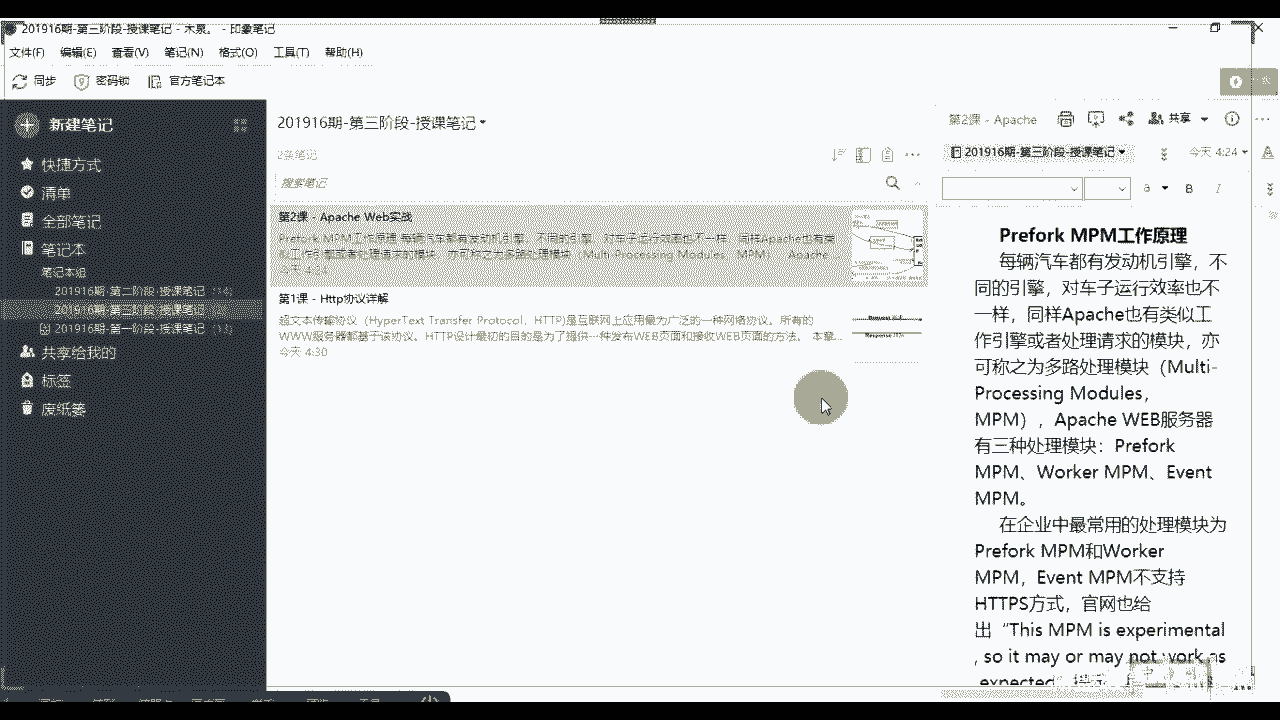 201916期-第三阶段-授课笔记 - 木泉。 - 印象笔记
文件(F) 编辑(E) 查看(V) 笔记(N) 格式(O) 工具(T) 帮助(H)
同步 密码锁 官方笔记本
新建笔记
快捷方式
清单
全部笔记
笔记本
笔记本组
201916期-第二阶段-授课笔记
201916期-第三阶段-授课笔记
201916期-第一阶段-授课笔记
共享给我的
标签
废纸篓
201916期-第三阶段-授课笔记
2条笔记
搜索笔记
第2课 - Apache Web实战
Prefork MPM工作原理 每辆汽车都有发动机引擎，不同的引擎，对车子运行效率也不一样，同样Apache也有类
似工作引擎或者处理请求的模块，亦可称之为多路处理模块（Multi-Processing Modules，MPM），Apache
第1课 - Http协议详解
超文本传输协议（HyperText Transfer Protocol，HTTP)是互联网上应用最为广泛的一种网络协议。所有的
WWW服务器都基于该协议。HTTP设计最初的目的是为了提供一种发布WEB页面和接收WEB页面的方法。 本章...
今天 4:30
第2课 - Apache 共享
201916期-第三阶段-授课笔记 今天 4:24
a B I
Prefork MPM工作原理
每辆汽车都有发动机引擎，不
同的引擎，对车子运行效率也不
一样，同样Apache也有类似工
作引擎或者处理请求的模块，亦
可称之为多路处理模块（Multi-
Processing Modules，
MPM），Apache WEB服务器
有三种处理模块：Prefork
MPM、Worker MPM、Event
MPM。
在企业中最常用的处理模块为
Prefork MPM和Worker
MPM，Event MPM不支持
HTTPS方式，官网也给
出“This MPM is experimental
, so it may or may not work as
expected